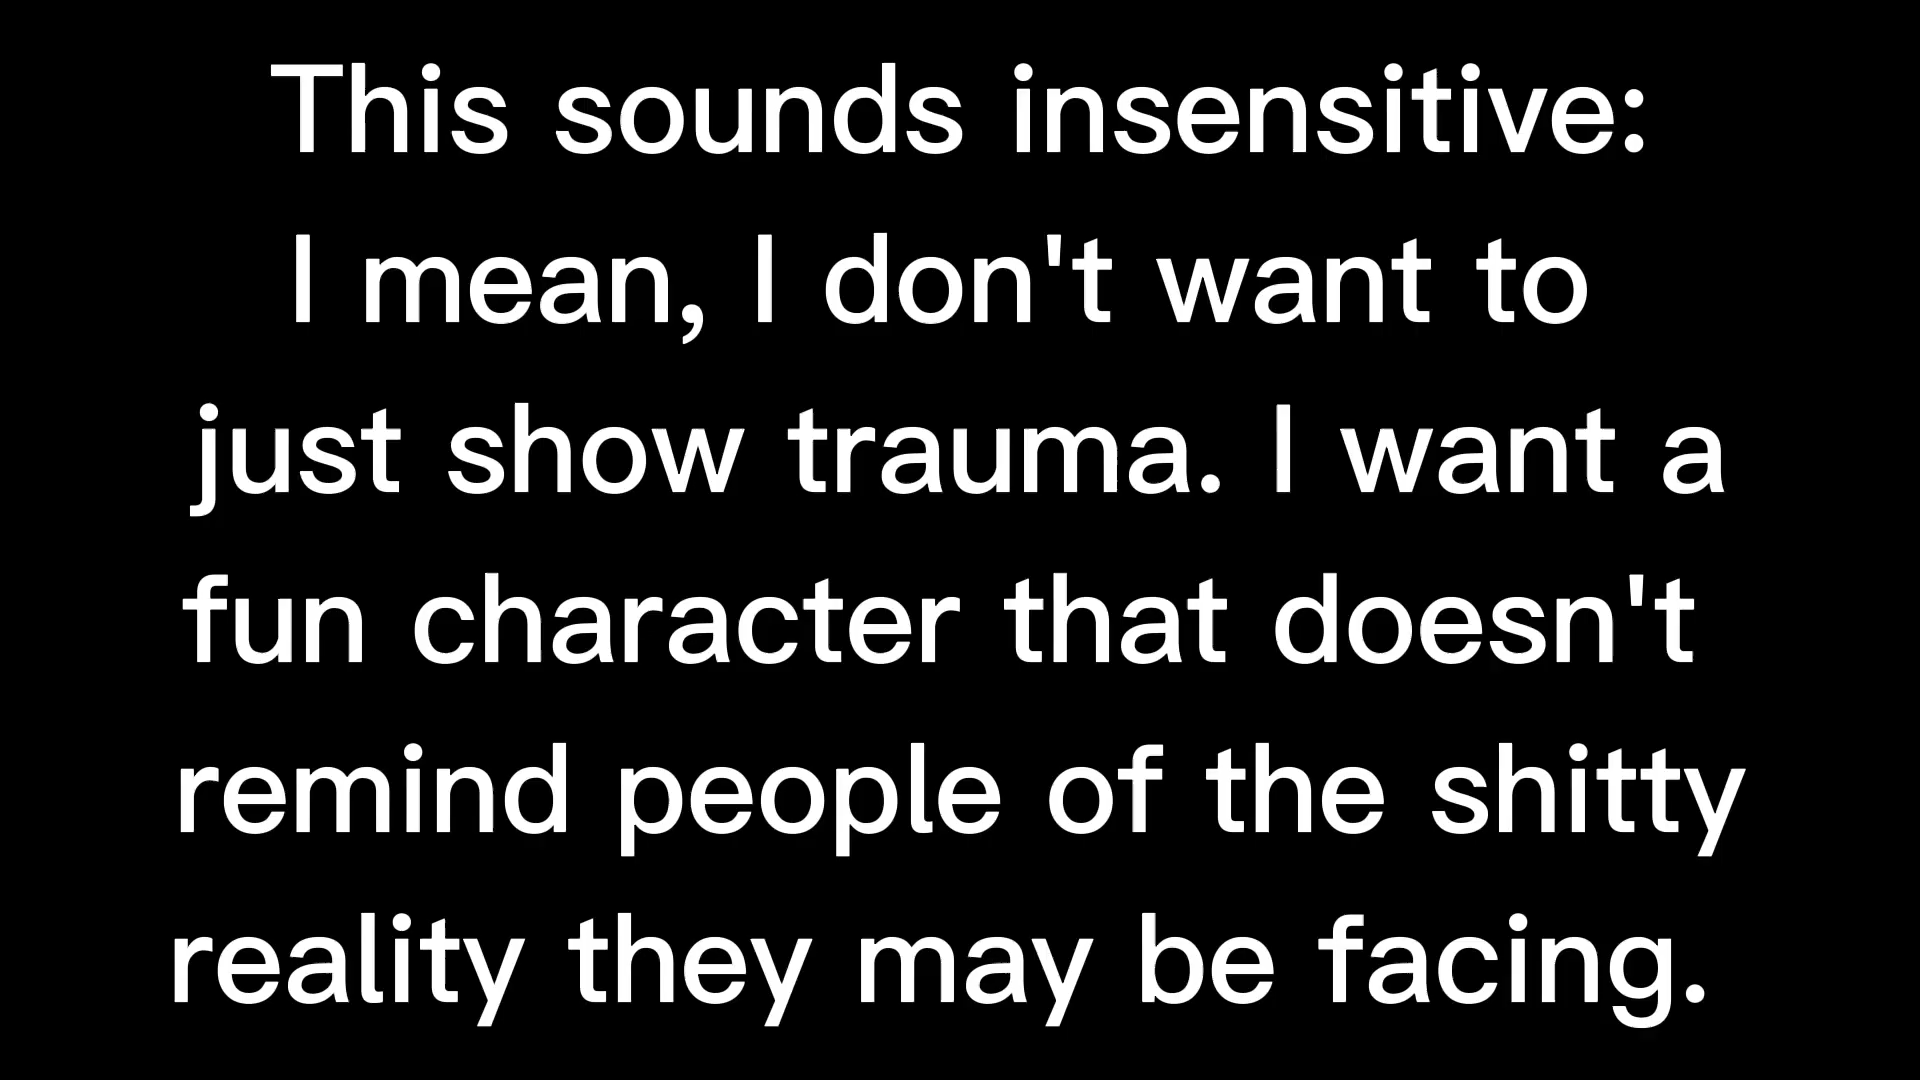 This sounds insensitive:
I mean, I don't want to
just show trauma. I want a
fun character that doesn't
remind people of the shitty
reality they may be facing.